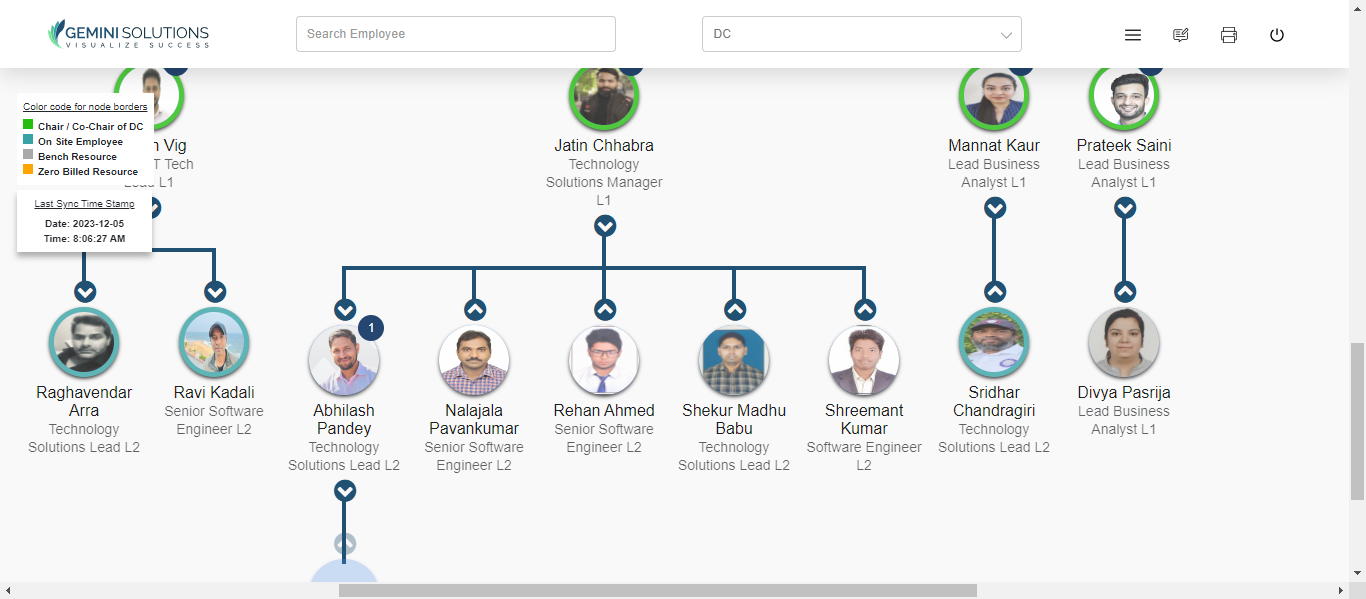 GEMINI SOLUTIONS
VISUALIZE SUCCESS
Search Employee
DC
Color code for node borders
Chair / Co-Chair of DC
On Site Employee
Bench Resource
Zero Billed Resource
Last Sync Time Stamp
Date: 2023-12-05
Time: 8:06:27 AM
Vig
Tech
Lead L1
Jatin Chhabra
Technology
Solutions Manager
L1
Mannat Kaur
Lead Business
Analyst L1
Prateek Saini
Lead Business
Analyst L1
Raghavendar
Arra
Technology
Solutions Lead L2
Ravi Kadali
Senior Software
Engineer L2
1
Abhilash
Pandey
Technology
Solutions Lead L2
Nalajala
Pavankumar
Senior Software
Engineer L2
Rehan Ahmed
Senior Software
Engineer L2
Shekur Madhu
Babu
Technology
Solutions Lead L2
Shreemant
Kumar
Software Engineer
L2
Sridhar
Chandragiri
Technology
Solutions Lead L2
Divya Pasrija
Lead Business
Analyst L1